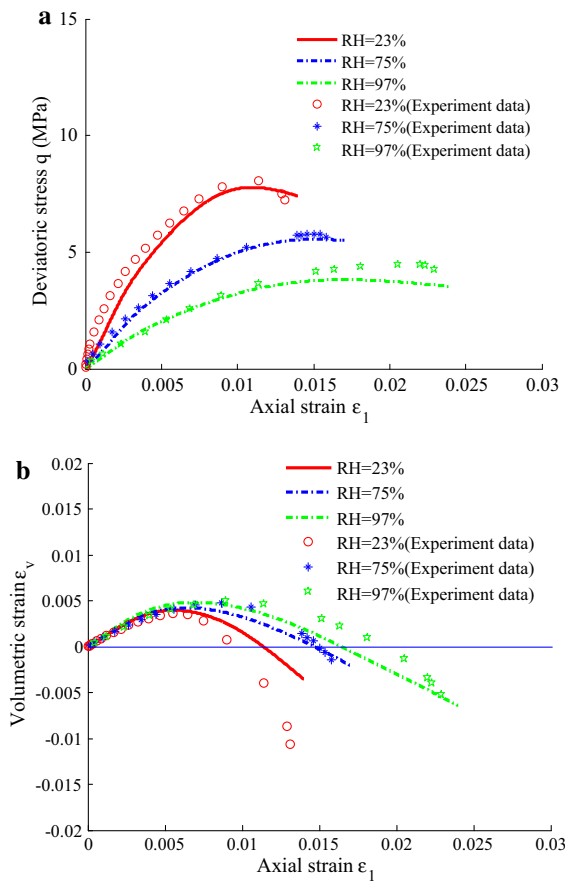 a
15
RH=23%
RH=75%
RH=97%
RH=23%(Experiment data)
RH=75%(Experiment data)
RH=97%(Experiment data)
10
5
0
Deviatoric stress q (MPa)
0 0.005 0.01 0.015 0.02 0.025 0.03
Axial strain ε₁
b
0.02
0.015
0.01
0.005
0
-0.005
-0.01
-0.015
-0.02
Volumetric strain εᵥ
RH=23%
RH=75%
RH=97%
RH=23%(Experiment data)
RH=75%(Experiment data)
RH=97%(Experiment data)
0 0.005 0.01 0.015 0.02 0.025 0.03
Axial strain ε₁